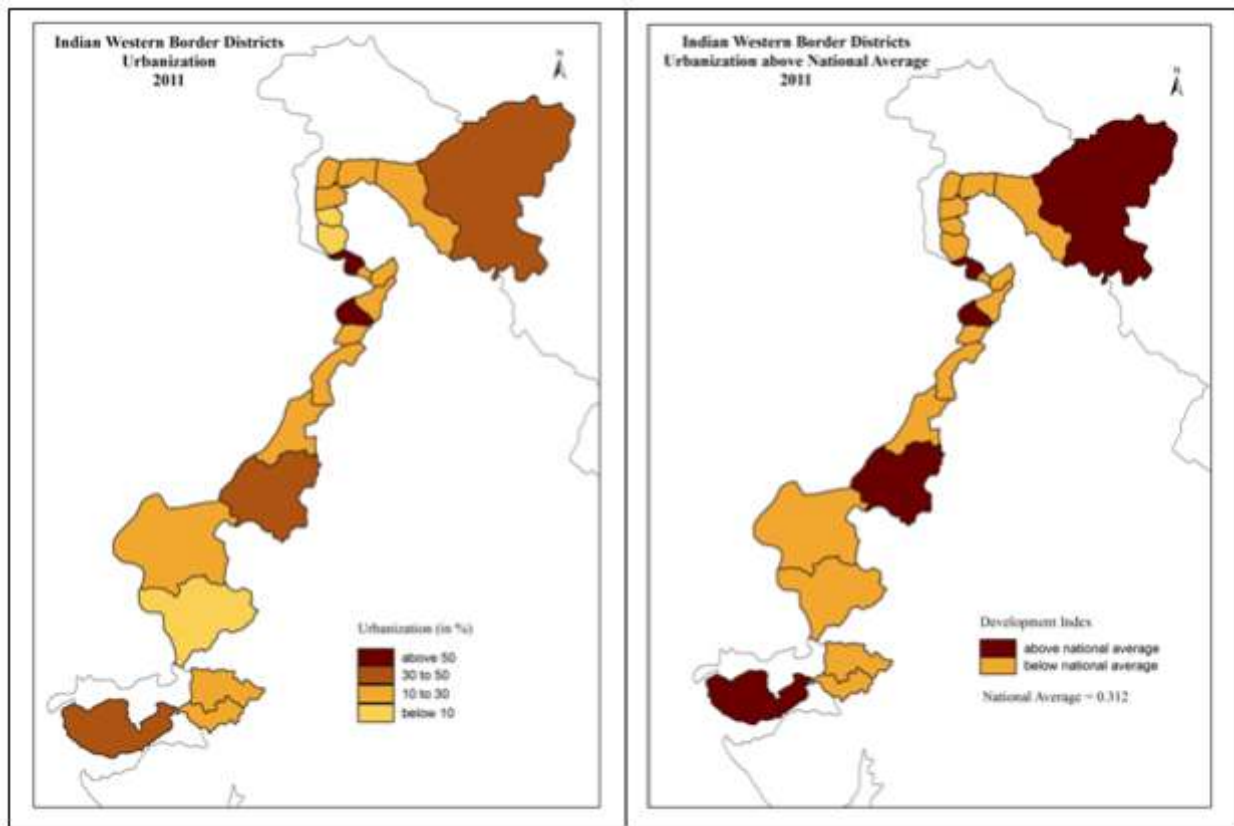 Indian Western Border Districts
Urbanization
2011
N
Urbanization (in %)
above 50
30 to 50
10 to 30
below 10
Indian Western Border Districts
Urbanization above National Average
2011
N
Development Index
above national average
below national average
National Average = 0.312